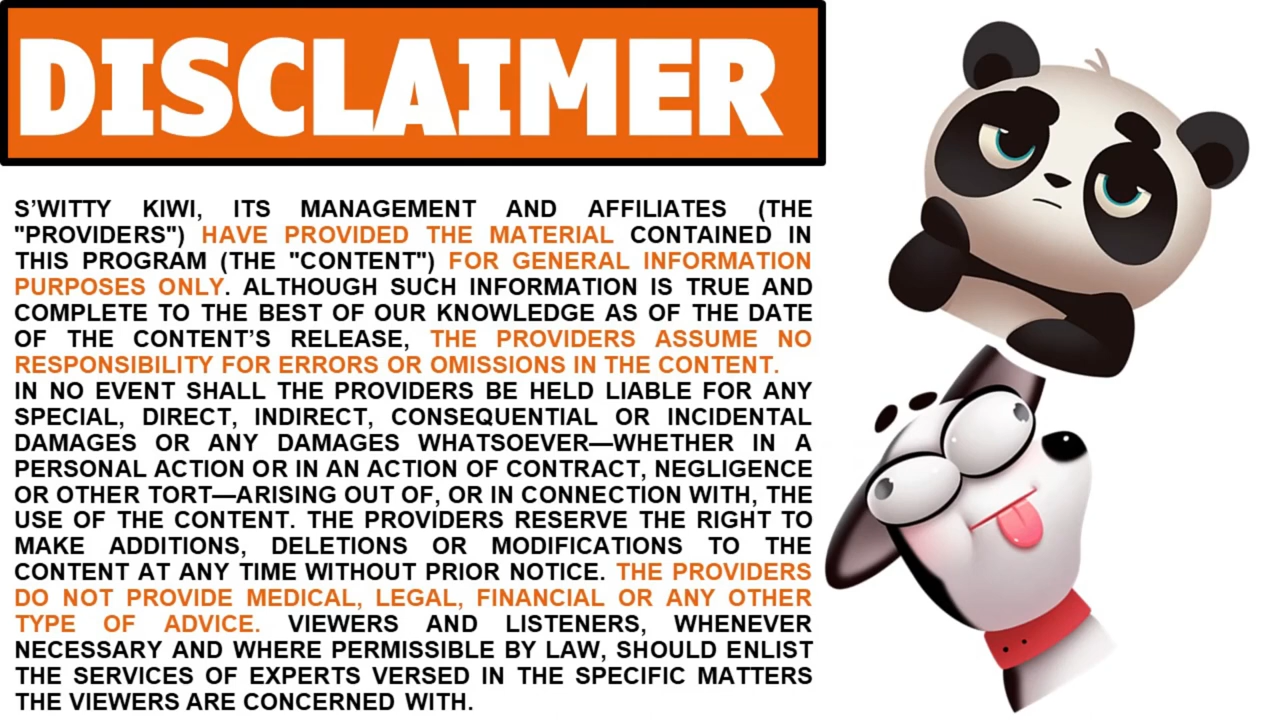 DISCLAIMER
S’WITTY KIWI, ITS MANAGEMENT AND AFFILIATES (THE
"PROVIDERS") HAVE PROVIDED THE MATERIAL CONTAINED IN
THIS PROGRAM (THE "CONTENT") FOR GENERAL INFORMATION
PURPOSES ONLY. ALTHOUGH SUCH INFORMATION IS TRUE AND
COMPLETE TO THE BEST OF OUR KNOWLEDGE AS OF THE DATE
OF THE CONTENT’S RELEASE, THE PROVIDERS ASSUME NO
RESPONSIBILITY FOR ERRORS OR OMISSIONS IN THE CONTENT.
IN NO EVENT SHALL THE PROVIDERS BE HELD LIABLE FOR ANY
SPECIAL, DIRECT, INDIRECT, CONSEQUENTIAL OR INCIDENTAL
DAMAGES OR ANY DAMAGES WHATSOEVER—WHETHER IN A
PERSONAL ACTION OR IN AN ACTION OF CONTRACT, NEGLIGENCE
OR OTHER TORT—ARISING OUT OF, OR IN CONNECTION WITH, THE
USE OF THE CONTENT. THE PROVIDERS RESERVE THE RIGHT TO
MAKE ADDITIONS, DELETIONS OR MODIFICATIONS TO THE
CONTENT AT ANY TIME WITHOUT PRIOR NOTICE. THE PROVIDERS
DO NOT PROVIDE MEDICAL, LEGAL, FINANCIAL OR ANY OTHER
TYPE OF ADVICE. VIEWERS AND LISTENERS, WHENEVER
NECESSARY AND WHERE PERMISSIBLE BY LAW, SHOULD ENLIST
THE SERVICES OF EXPERTS VERSED IN THE SPECIFIC MATTERS
THE VIEWERS ARE CONCERNED WITH.